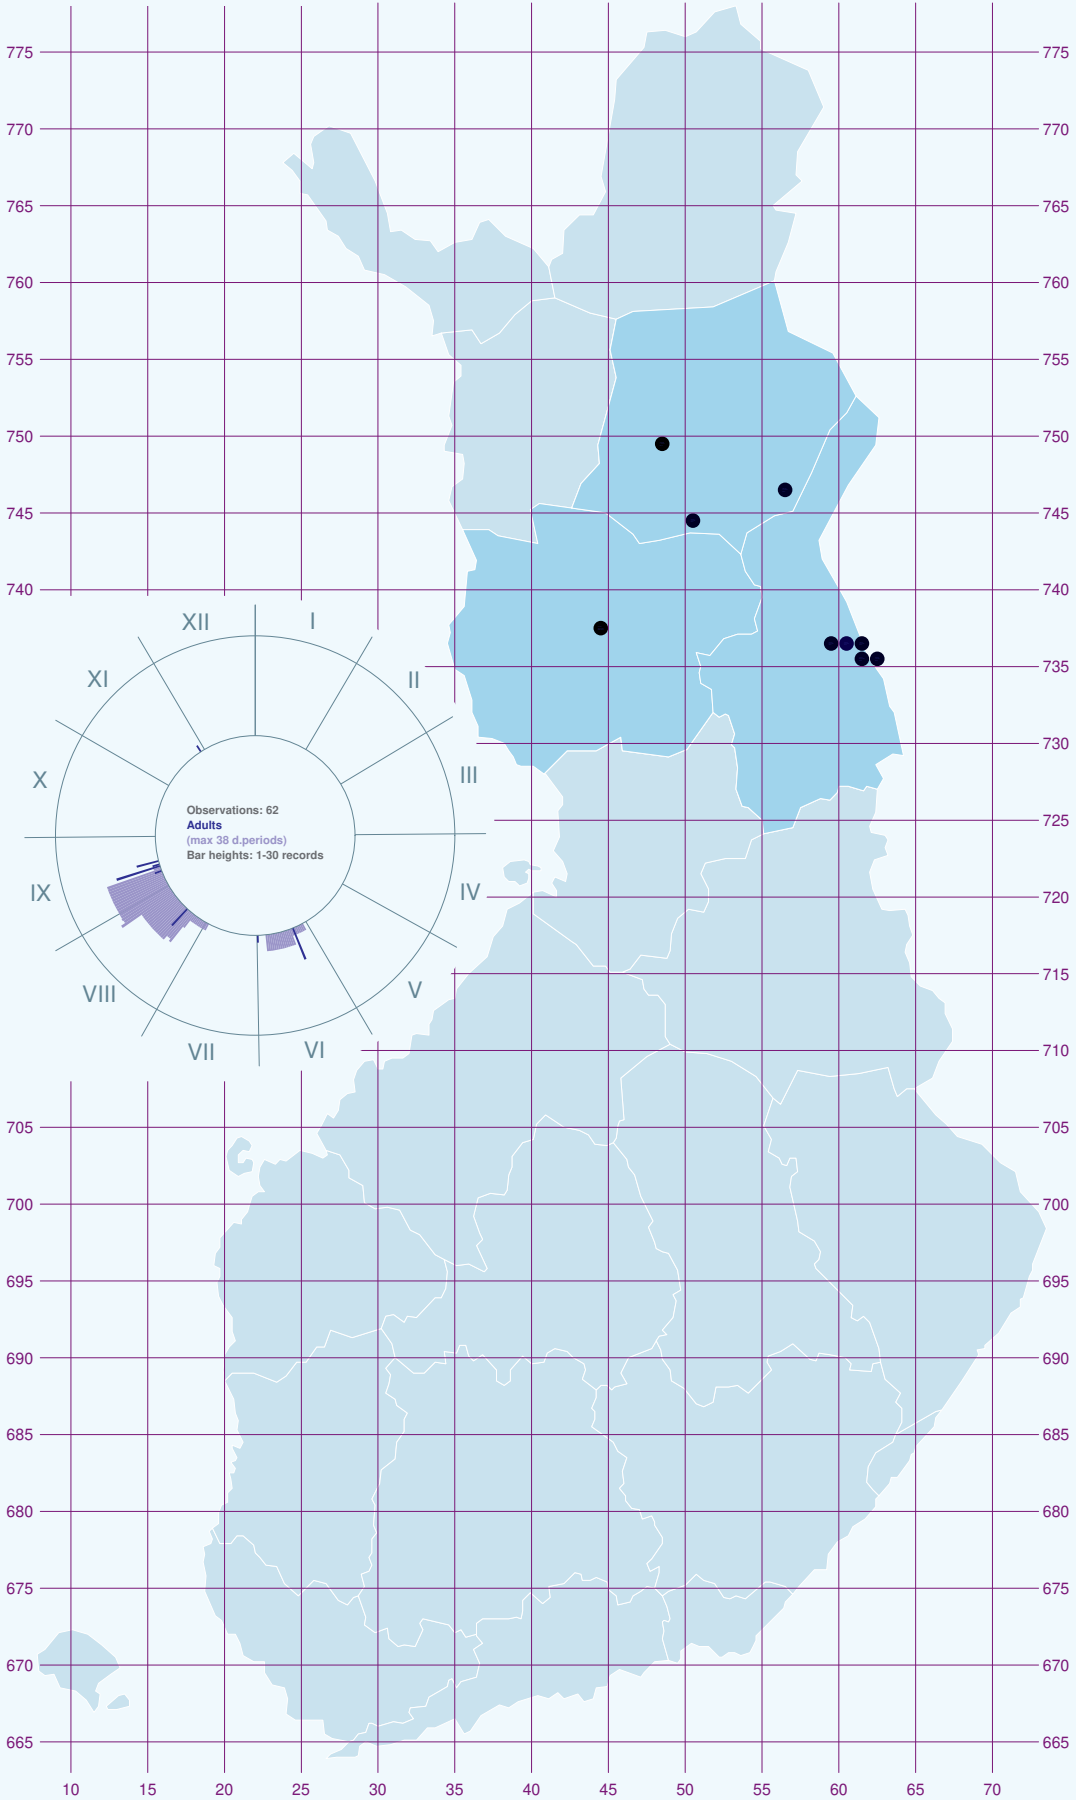 775 775
770 770
765 765
760 760
755 755
750 750
745 745
740 740
735
730
725
720
715
710
705 705
700 700
695 695
690 690
685 685
680 680
675 675
670 670
665 665
10 15 20 25 30 35 40 45 50 55 60 65 70
XII I
XI II
X III
IX IV
VIII V
VII VI
Observations: 62
Adults
(max 38 d.periods)
Bar heights: 1-30 records